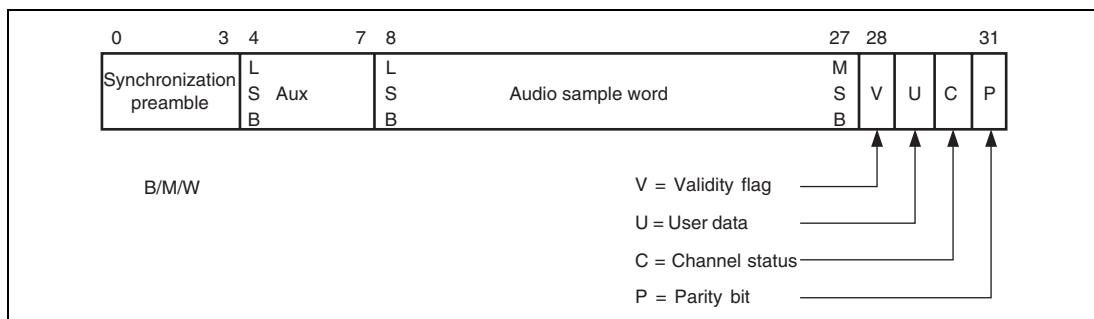 0 3 4 7 8 27 28 31
Synchronization
preamble
L
S
B
Aux
L
S
B
Audio sample word
M
S
B
V
U
C
P
B/M/W
V = Validity flag
U = User data
C = Channel status
P = Parity bit